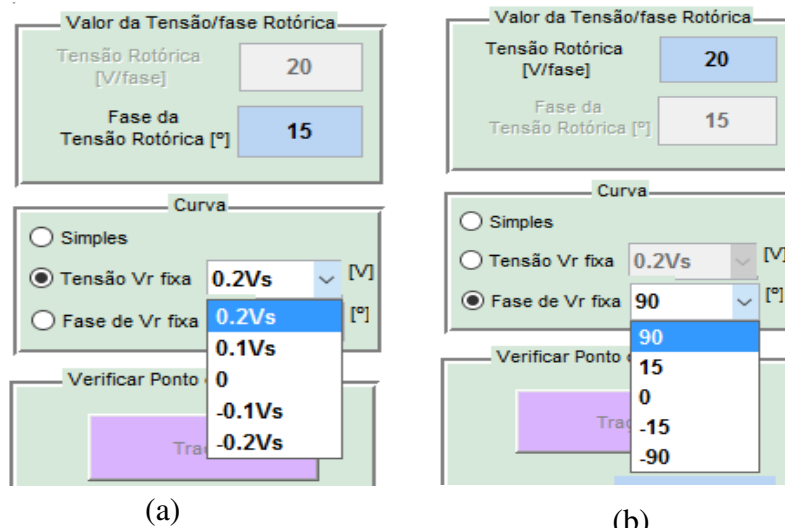 Valor da Tensão/fase Rotórica
Tensão Rotórica
[V/fase]
20
Fase da
Tensão Rotórica [º]
15
Curva
Simples
Tensão Vr fixa
0.2Vs
[V]
Fase de Vr fixa
[º]
0.2Vs
0.1Vs
0
-0.1Vs
-0.2Vs
Verificar Ponto
(a)
Valor da Tensão/fase Rotórica
Tensão Rotórica
[V/fase]
20
Fase da
Tensão Rotórica [º]
15
Curva
Simples
Tensão Vr fixa
0.2Vs
[V]
Fase de Vr fixa
90
[º]
90
15
0
-15
-90
Verificar Ponto
(b)